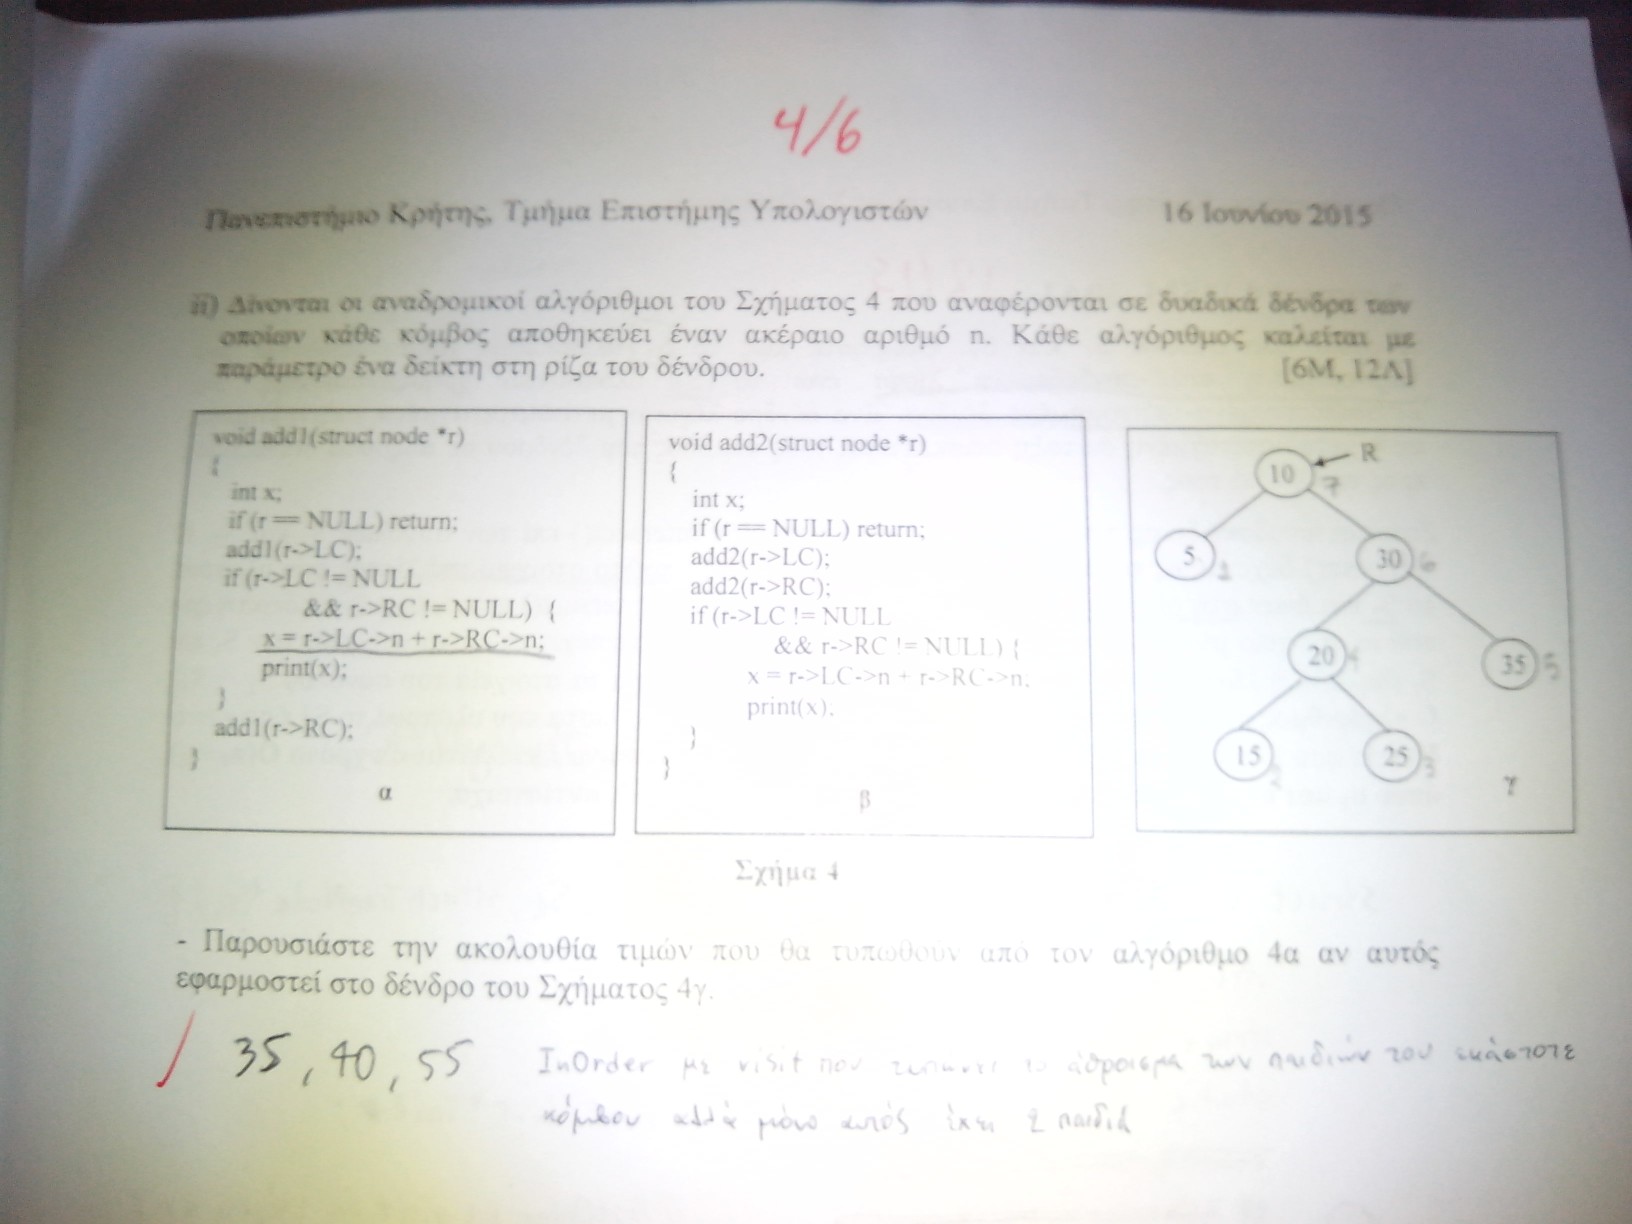 4/6
Πανεπιστήμιο Κρήτης, Τμήμα Επιστήμης Υπολογιστών 16 Ιουνίου 2015
ii) Δίνονται οι αναδρομικοί αλγόριθμοι του Σχήματος 4 που αναφέρονται σε δυαδικά δένδρα των
οποίων κάθε κόμβος αποθηκεύει έναν ακέραιο αριθμό n. Κάθε αλγόριθμος καλείται με
παράμετρο ένα δείκτη στη ρίζα του δένδρου. [6Μ, 12Λ]
void add1(struct node *r)
{
int x;
if (r == NULL) return;
add1(r->LC);
if (r->LC != NULL
&& r->RC != NULL) {
x = r->LC->n + r->RC->n;
print(x);
}
add1(r->RC);
}
α
void add2(struct node *r)
{
int x;
if (r == NULL) return;
add2(r->LC);
add2(r->RC);
if (r->LC != NULL
&& r->RC != NULL) {
x = r->LC->n + r->RC->n;
print(x);
}
}
β
R
10 7
5 1 30 6
20 4 35 5
15 2 25 3
γ
Σχήμα 4
- Παρουσιάστε την ακολουθία τιμών που θα τυπωθούν από τον αλγόριθμο 4α αν αυτός
εφαρμοστεί στο δένδρο του Σχήματος 4γ.
35, 40, 55 InOrder με visit που τυπώνει το άθροισμα των παιδιών του εκάστοτε
κόμβου αλλά μόνο αυτός έχει 2 παιδιά